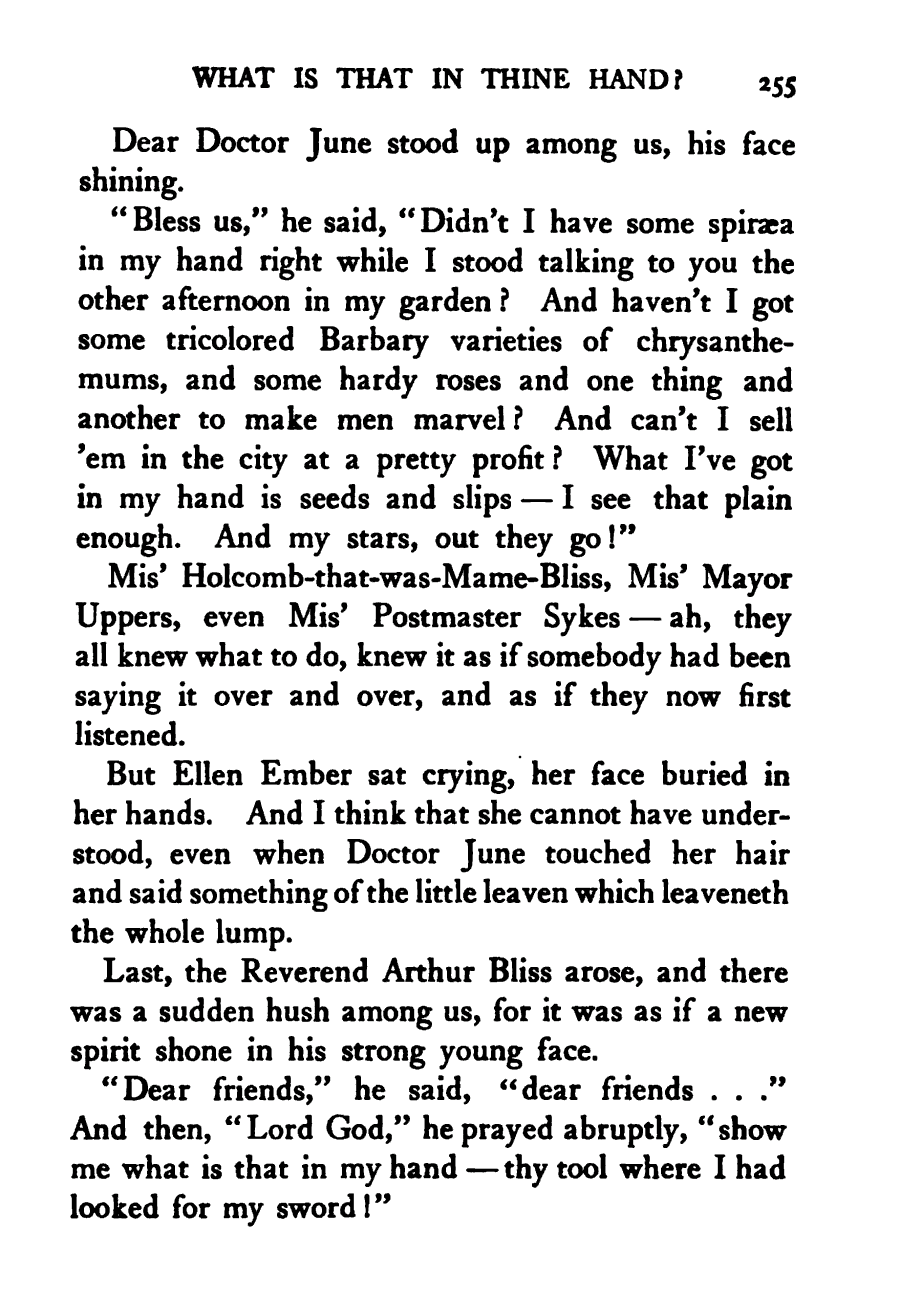 WHAT IS THAT IN THINE HAND? 255
Dear Doctor June stood up among us, his face
shining.
"Bless us," he said, "Didn't I have some spiræa
in my hand right while I stood talking to you the
other afternoon in my garden? And haven't I got
some tricolored Barbary varieties of chrysanthe-
mums, and some hardy roses and one thing and
another to make men marvel? And can't I sell
'em in the city at a pretty profit? What I've got
in my hand is seeds and slips — I see that plain
enough. And my stars, out they go!"
Mis' Holcomb-that-was-Mame-Bliss, Mis' Mayor
Uppers, even Mis' Postmaster Sykes — ah, they
all knew what to do, knew it as if somebody had been
saying it over and over, and as if they now first
listened.
But Ellen Ember sat crying, her face buried in
her hands. And I think that she cannot have under-
stood, even when Doctor June touched her hair
and said something of the little leaven which leaveneth
the whole lump.
Last, the Reverend Arthur Bliss arose, and there
was a sudden hush among us, for it was as if a new
spirit shone in his strong young face.
"Dear friends," he said, "dear friends . . ."
And then, "Lord God," he prayed abruptly, "show
me what is that in my hand — thy tool where I had
looked for my sword!"